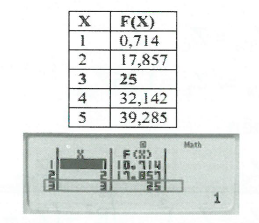 X F(X)
1 0,714
2 17,857
3 25
4 32,142
5 39,285
Math
X F(X)
1 1 10.714
2 2 17.857
3 3 25
1